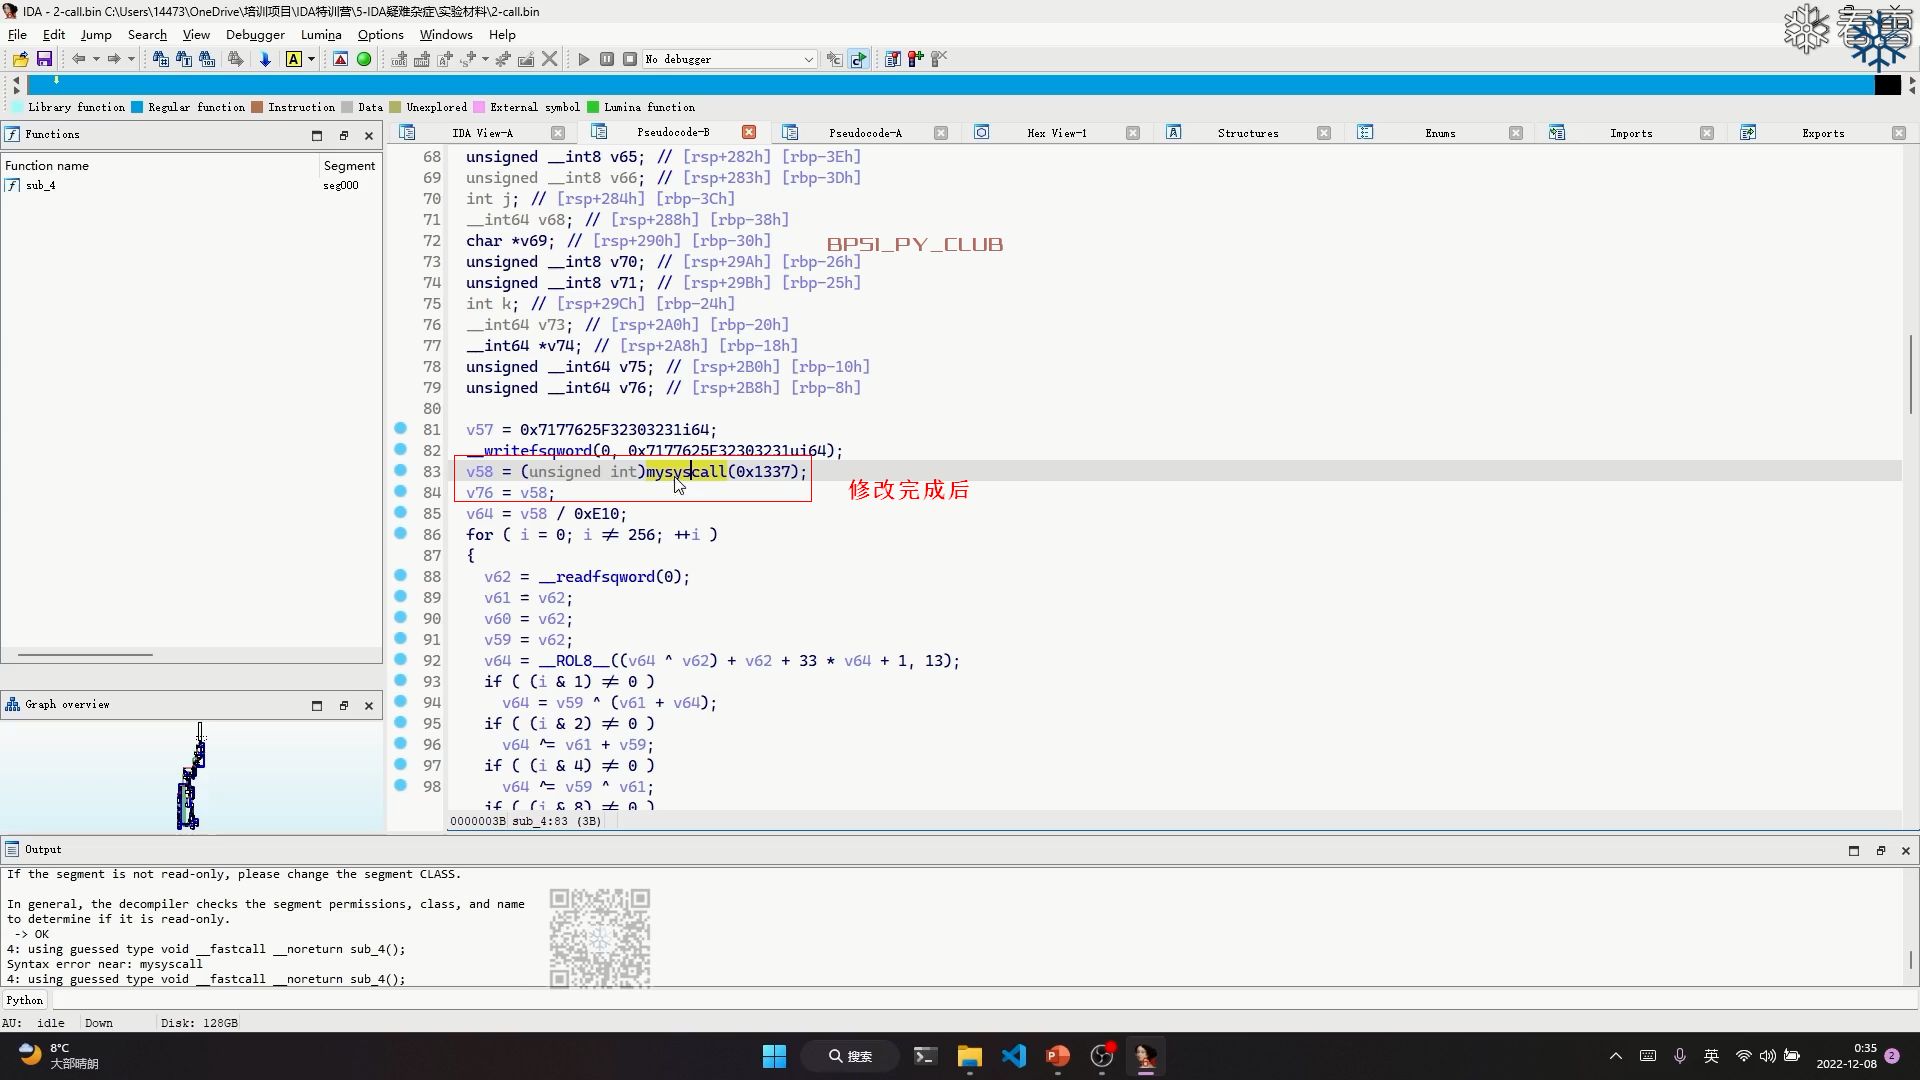 IDA - 2-call.bin C:\Users\14473\OneDrive\培训项目\IDA特训营\5-IDA疑难杂症\实验材料\2-call.bin
看雪
File Edit Jump Search View Debugger Lumina Options Windows Help
No debugger
Library function Regular function Instruction Data Unexplored External symbol Lumina function
Functions
IDA View-A Pseudocode-B Pseudocode-A Hex View-1 Structures Enums Imports Exports
Function name Segment
sub_4 seg000
68 unsigned __int8 v65; // [rsp+282h] [rbp-3Eh]
69 unsigned __int8 v66; // [rsp+283h] [rbp-3Dh]
70 int j; // [rsp+284h] [rbp-3Ch]
71 __int64 v68; // [rsp+288h] [rbp-38h]
72 char *v69; // [rsp+290h] [rbp-30h]
BPSI_PY_CLUB
73 unsigned __int8 v70; // [rsp+29Ah] [rbp-26h]
74 unsigned __int8 v71; // [rsp+29Bh] [rbp-25h]
75 int k; // [rsp+29Ch] [rbp-24h]
76 __int64 v73; // [rsp+2A0h] [rbp-20h]
77 __int64 *v74; // [rsp+2A8h] [rbp-18h]
78 unsigned __int64 v75; // [rsp+2B0h] [rbp-10h]
79 unsigned __int64 v76; // [rsp+2B8h] [rbp-8h]
80
81 v57 = 0x7177625F32303231i64;
82 __writefsqword(0, 0x7177625F32303231ui64);
83 v58 = (unsigned int)mysyscall(0x1337);
修改完成后
84 v76 = v58;
85 v64 = v58 / 0xE10;
86 for ( i = 0; i ≠ 256; ++i )
87 {
88 v62 = __readfsqword(0);
89 v61 = v62;
90 v60 = v62;
91 v59 = v62;
92 v64 = __ROL8__((v64 ^ v62) + v62 + 33 * v64 + 1, 13);
93 if ( (i & 1) ≠ 0 )
94 v64 = v59 ^ (v61 + v64);
95 if ( (i & 2) ≠ 0 )
96 v64 ^= v61 + v59;
97 if ( (i & 4) ≠ 0 )
98 v64 ^= v59 ^ v61;
if ( (i & 8) ≠ 0 )
0000003B sub_4:83 (3B)
Graph overview
Output
If the segment is not read-only, please change the segment CLASS.
In general, the decompiler checks the segment permissions, class, and name
to determine if it is read-only.
-> OK
4: using guessed type void __fastcall __noreturn sub_4();
Syntax error near: mysyscall
4: using guessed type void __fastcall __noreturn sub_4();
Python
AU: idle Down Disk: 128GB
8°C
大部晴朗
搜索
英
0:35
2022-12-08
2